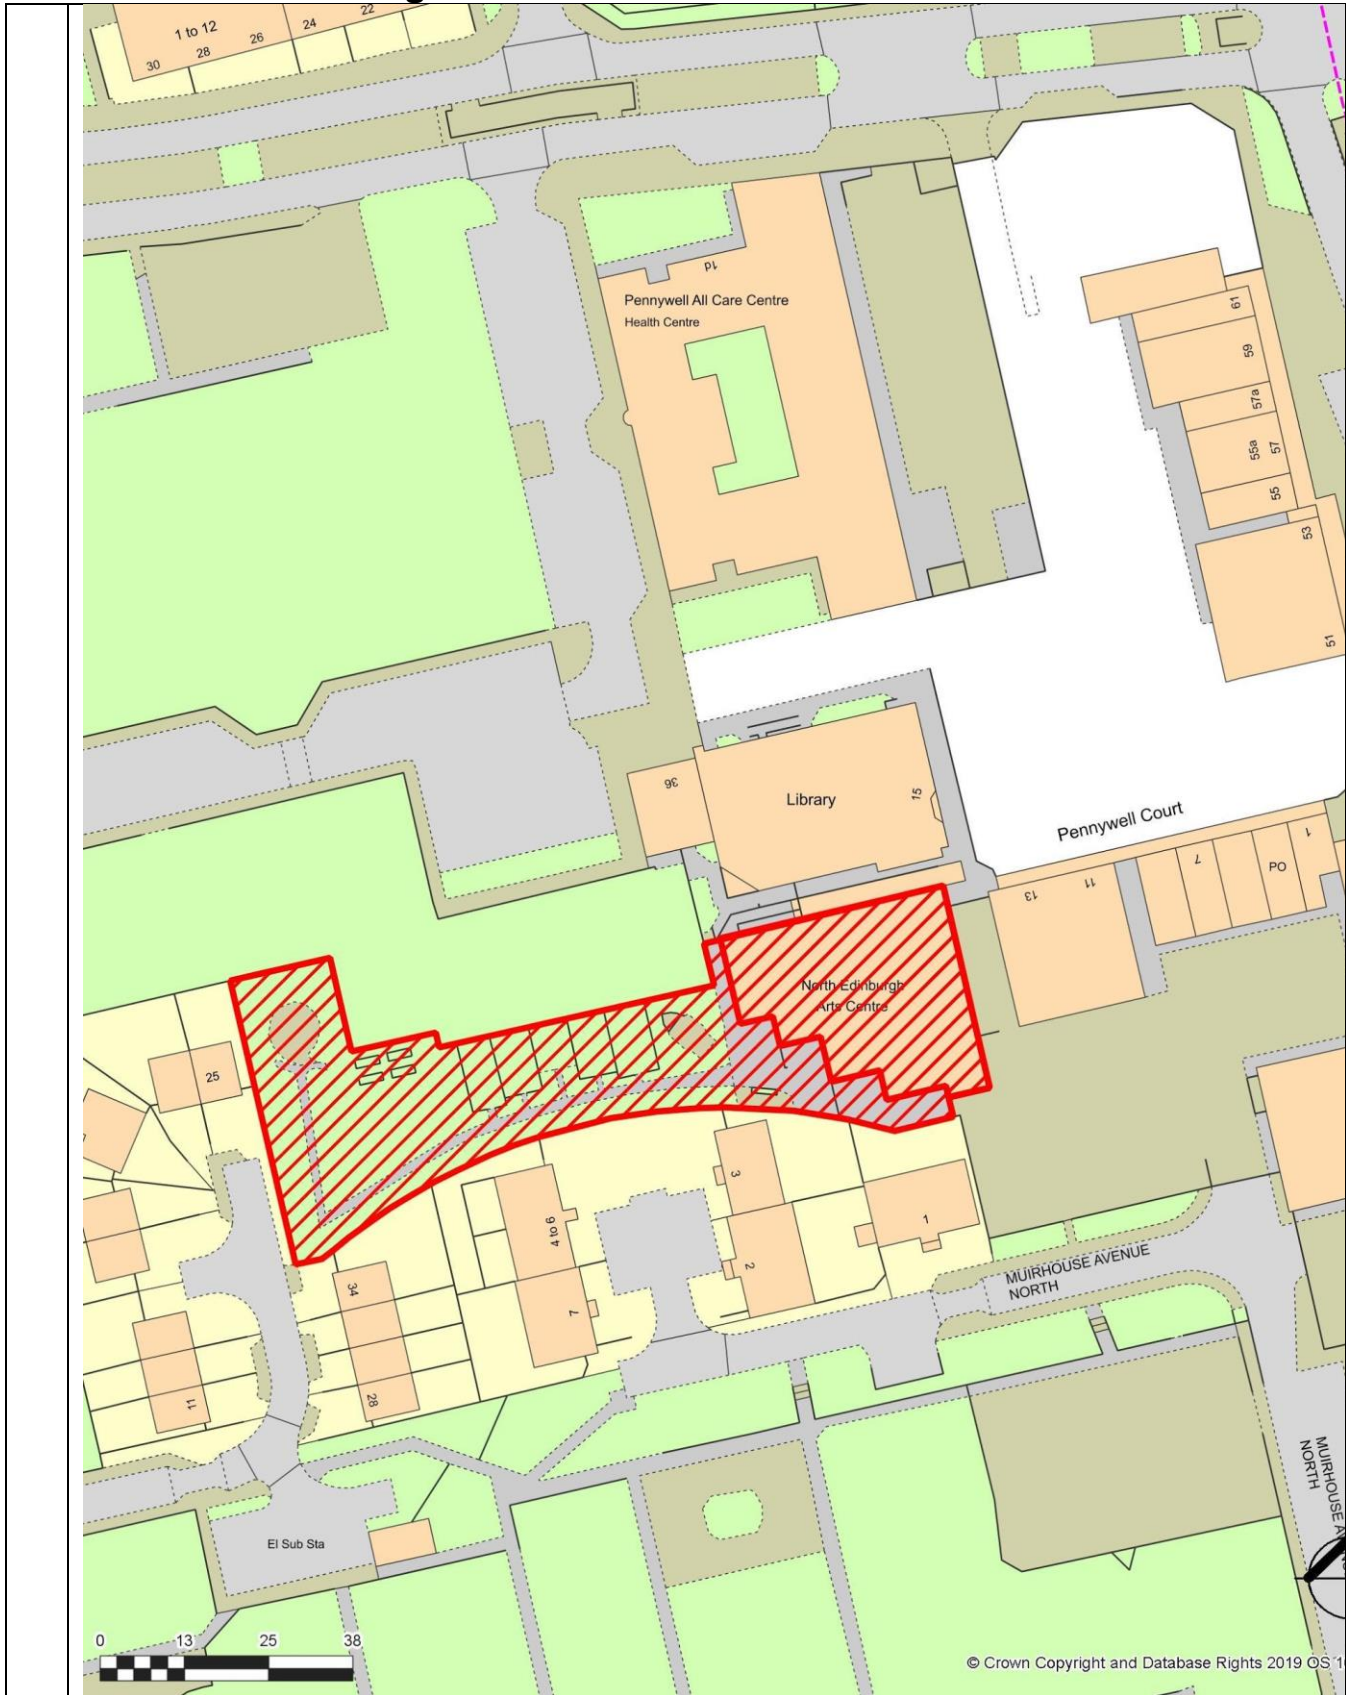 1 to 12
30
28
26
24
22
1d
Pennywell All Care Centre
Health Centre
61
59
57a
57
55a
55
53
51
36
Library
15
Pennywell Court
13
11
7
PO
1
North Edinburgh
Arts Centre
25
3
4 to 6
1
2
34
7
MUIRHOUSE AVENUE
NORTH
11
28
MUIRHOUSE A
NORTH
El Sub Sta
0
13
25
38
© Crown Copyright and Database Rights 2019 OS 10